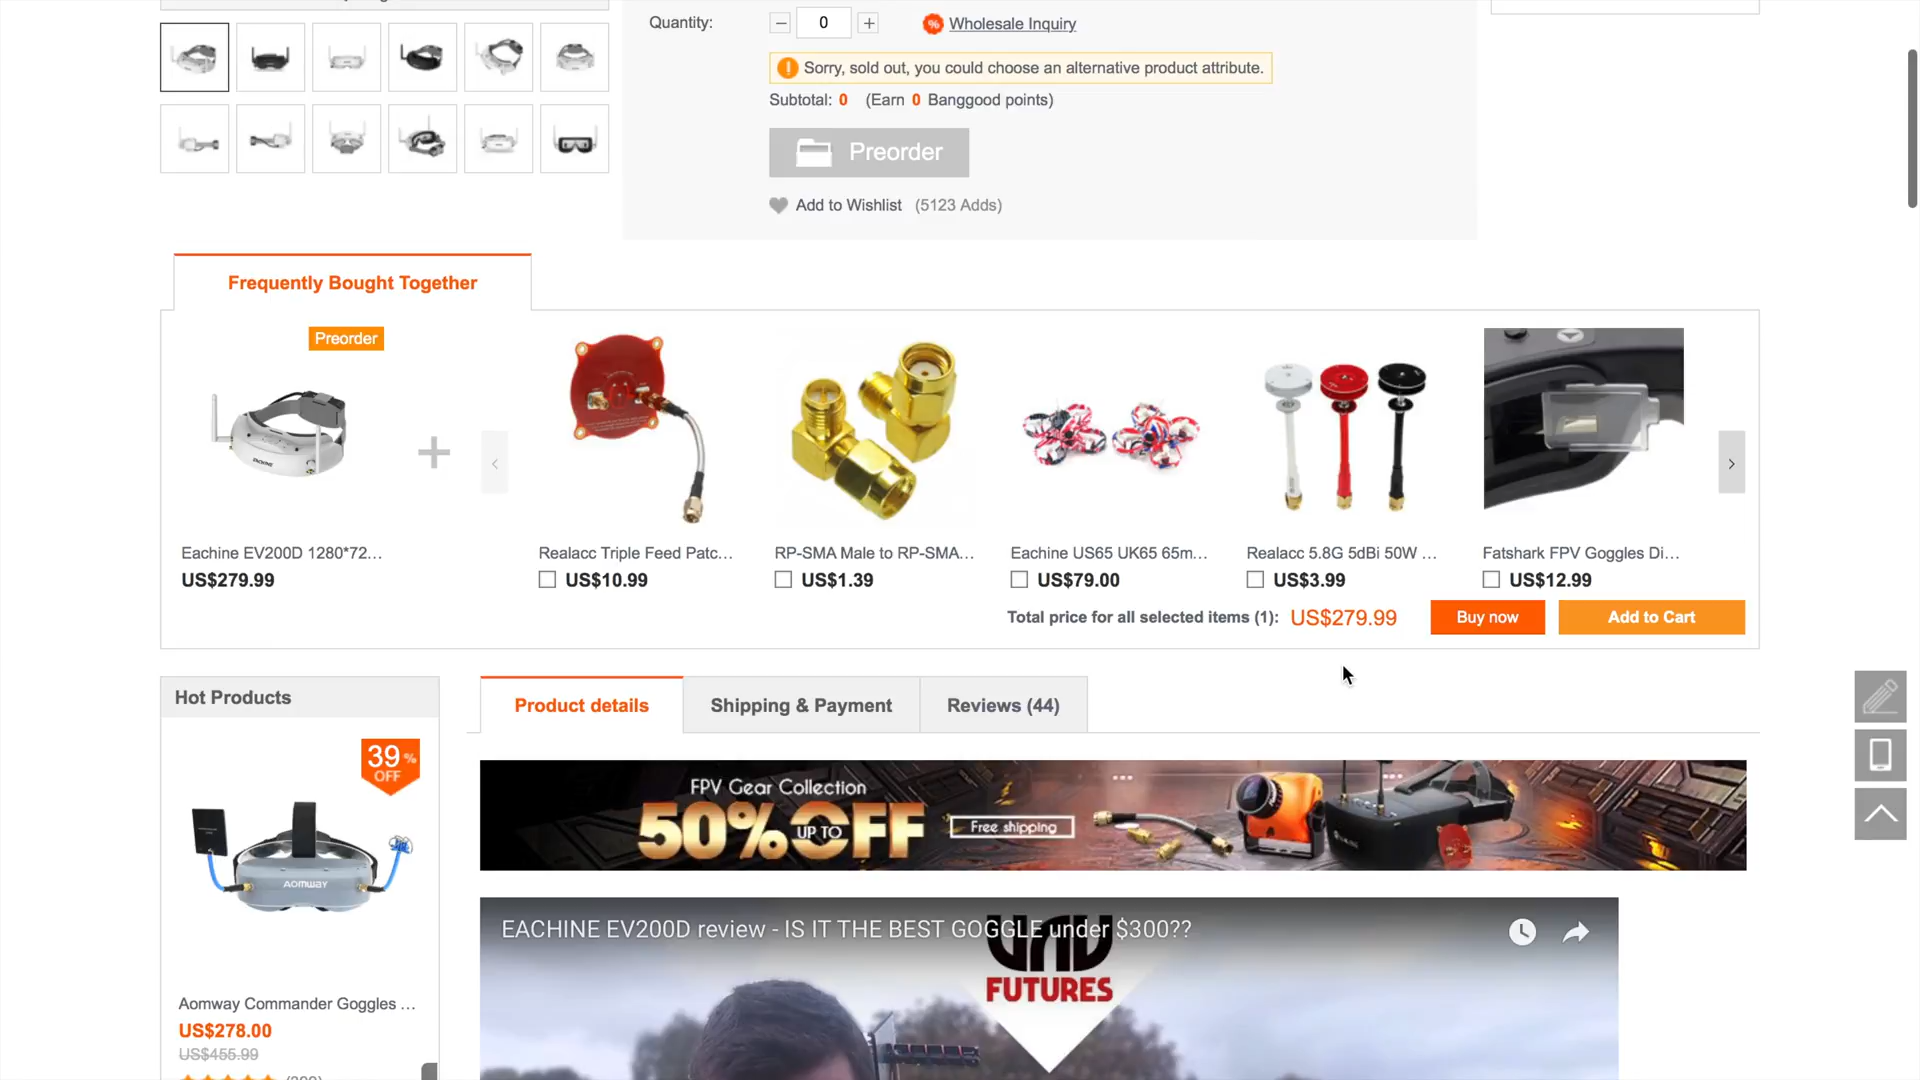 Quantity:
0
Wholesale Inquiry
Sorry, sold out, you could choose an alternative product attribute.
Subtotal: 0 (Earn 0 Banggood points)
Preorder
Add to Wishlist (5123 Adds)
Frequently Bought Together
Preorder
Eachine EV200D 1280*72...
US$279.99
Realacc Triple Feed Patc...
US$10.99
RP-SMA Male to RP-SMA...
US$1.39
Eachine US65 UK65 65m...
US$79.00
Realacc 5.8G 5dBi 50W ...
US$3.99
Fatshark FPV Goggles Di...
US$12.99
Total price for all selected items (1): US$279.99
Buy now
Add to Cart
Hot Products
39%
OFF
AOMWAY
Aomway Commander Goggles ...
US$278.00
US$455.99
Product details
Shipping & Payment
Reviews (44)
FPV Gear Collection
50% UP TO OFF
Free shipping
EACHINE EV200D review - IS IT THE BEST GOGGLE under $300??
UAV
FUTURES